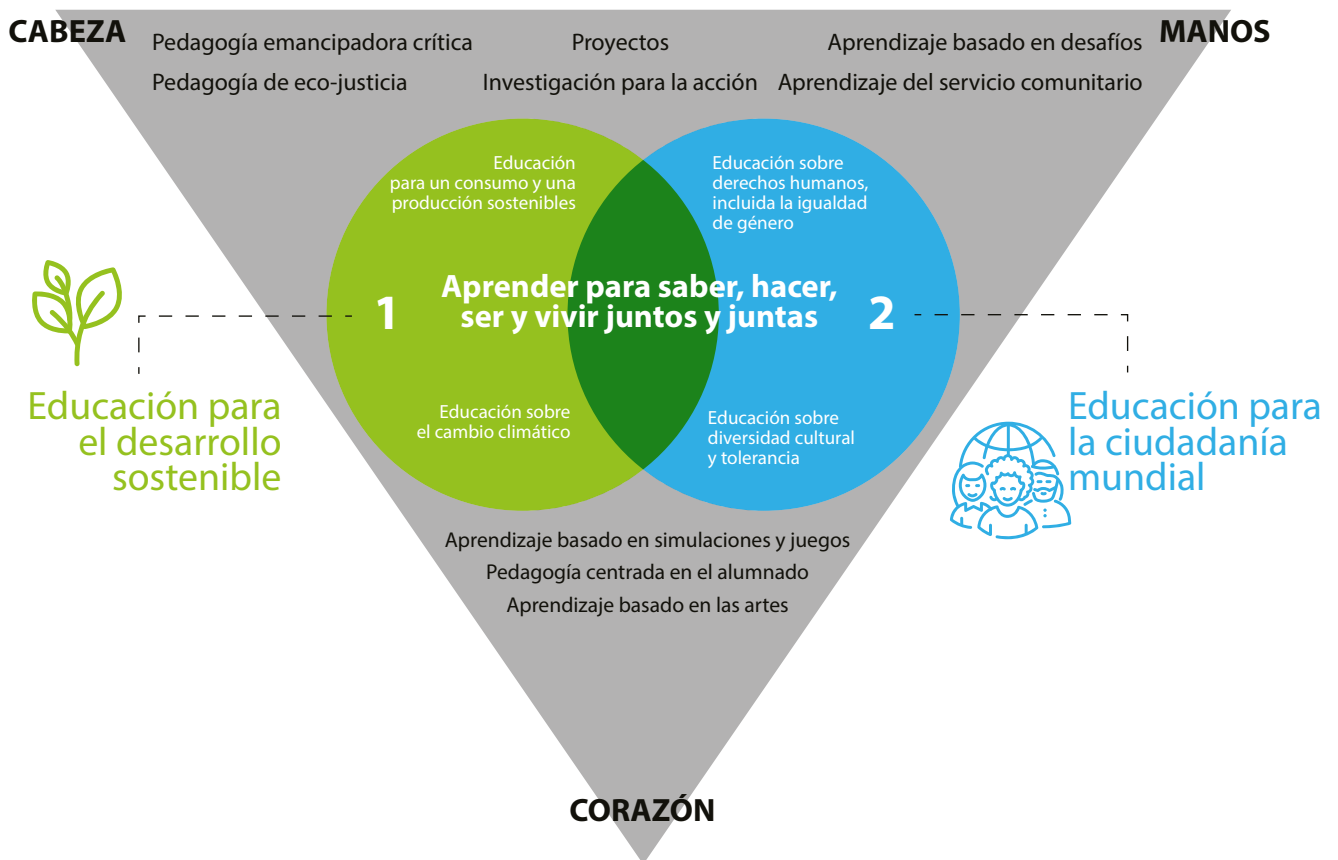 CABEZA
MANOS
Pedagogía emancipadora crítica
Proyectos
Aprendizaje basado en desafíos
Pedagogía de eco-justicia
Investigación para la acción
Aprendizaje del servicio comunitario
Educación
para un consumo y una
producción sostenibles
Educación sobre
derechos humanos,
incluida la igualdad
de género
1
Aprender para saber, hacer,
ser y vivir juntos y juntas
2
Educación sobre
el cambio climático
Educación sobre
diversidad cultural
y tolerancia
Educación para
el desarrollo
sostenible
Educación para
la ciudadanía
mundial
Aprendizaje basado en simulaciones y juegos
Pedagogía centrada en el alumnado
Aprendizaje basado en las artes
CORAZÓN